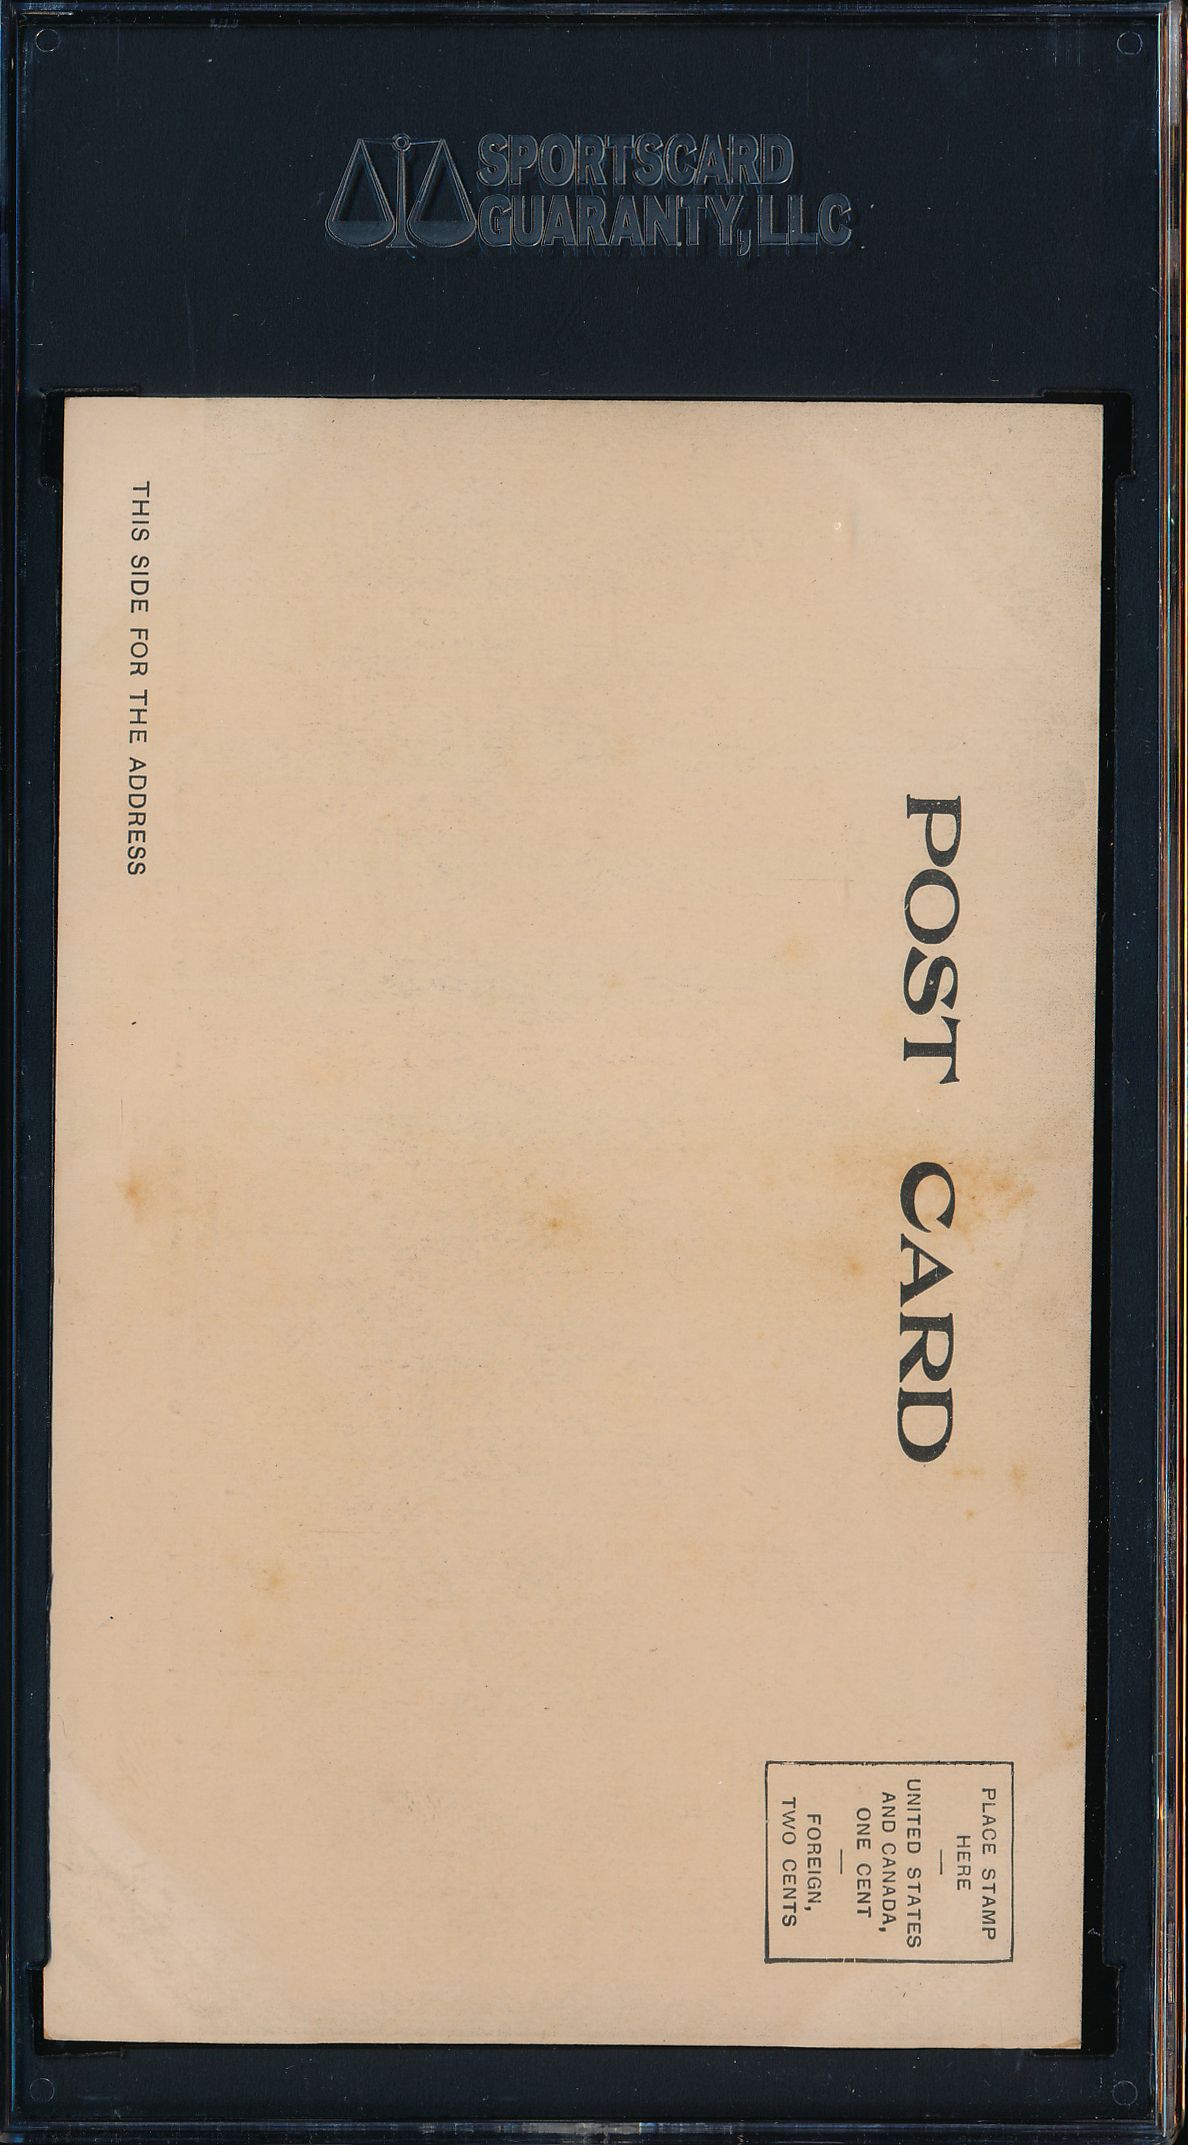 SPORTSCARD
GUARANTY, LLC
POST CARD
PLACE STAMP
HERE
UNITED STATES
AND CANADA,
ONE CENT
FOREIGN,
TWO CENTS
THIS SIDE FOR THE ADDRESS